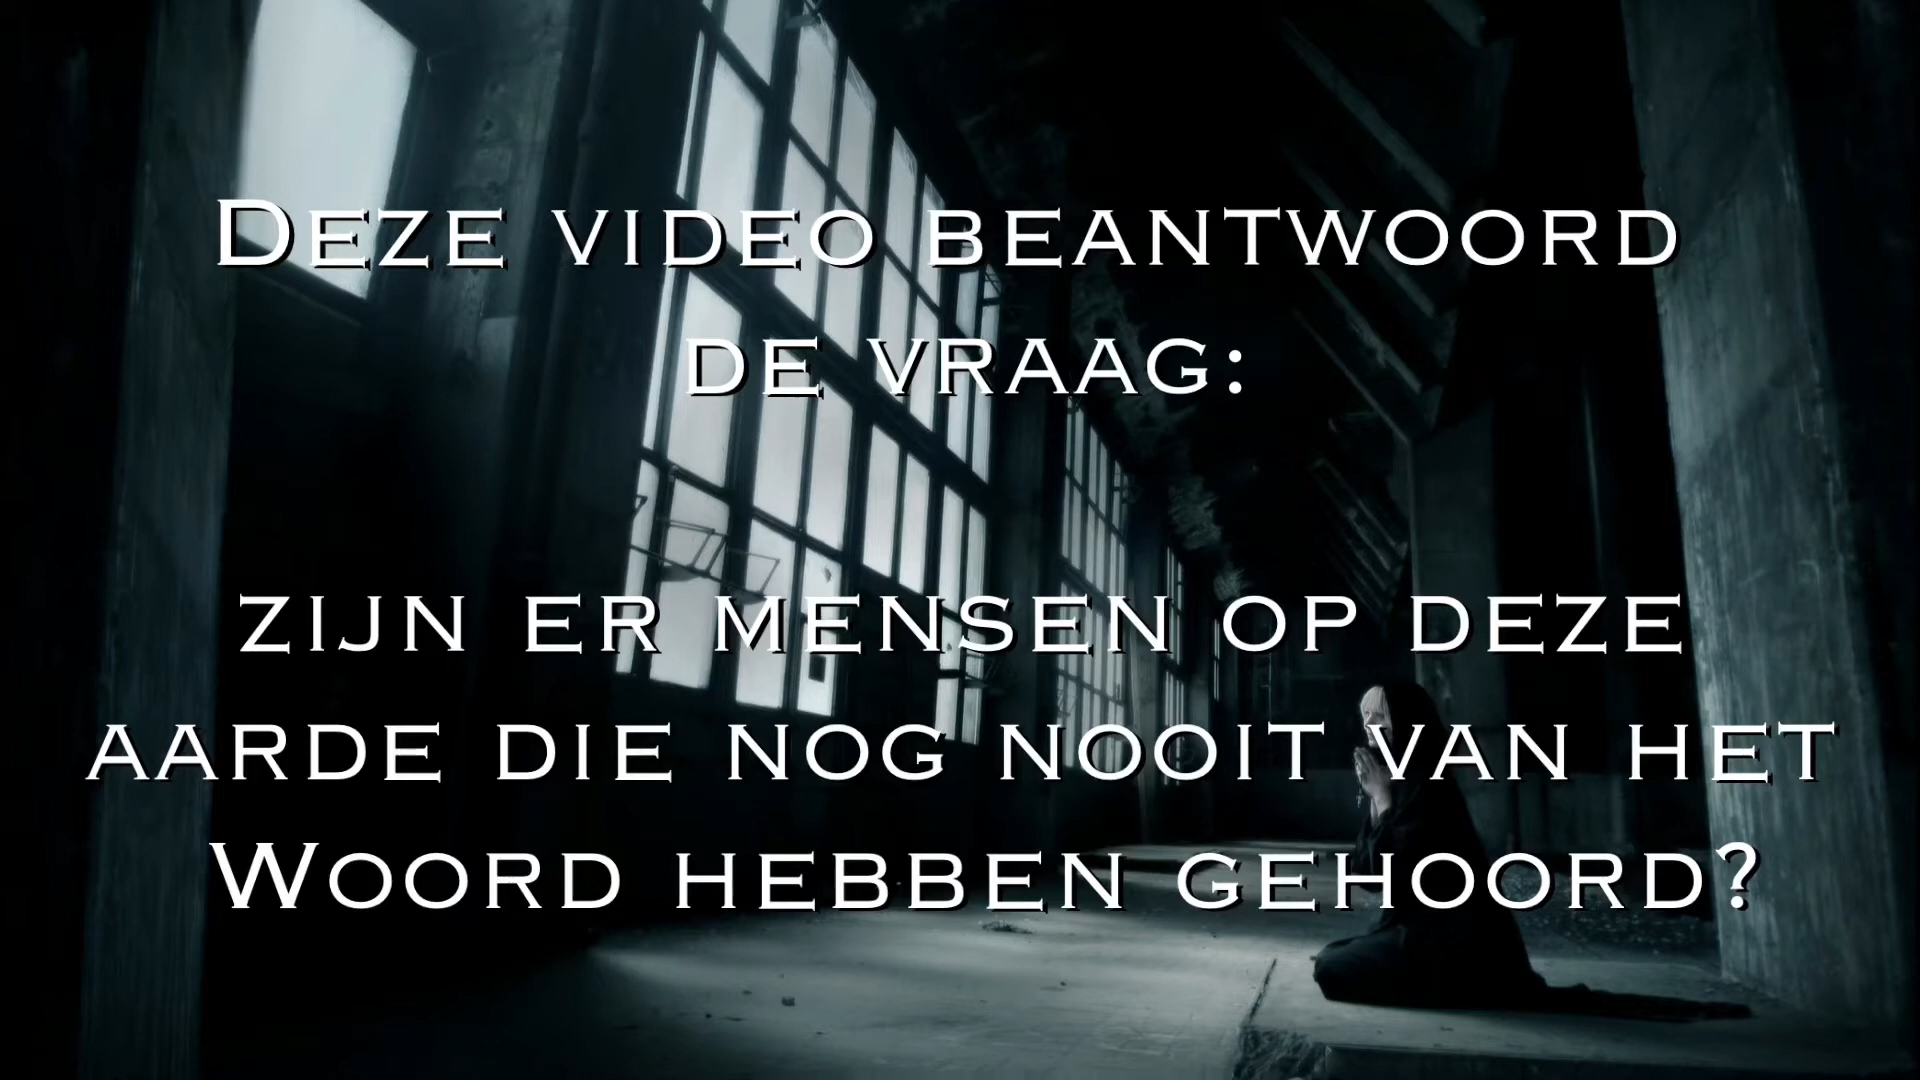 Deze video beantwoord
de vraag:
zijn er mensen op deze
aarde die nog nooit van het
Woord hebben gehoord?